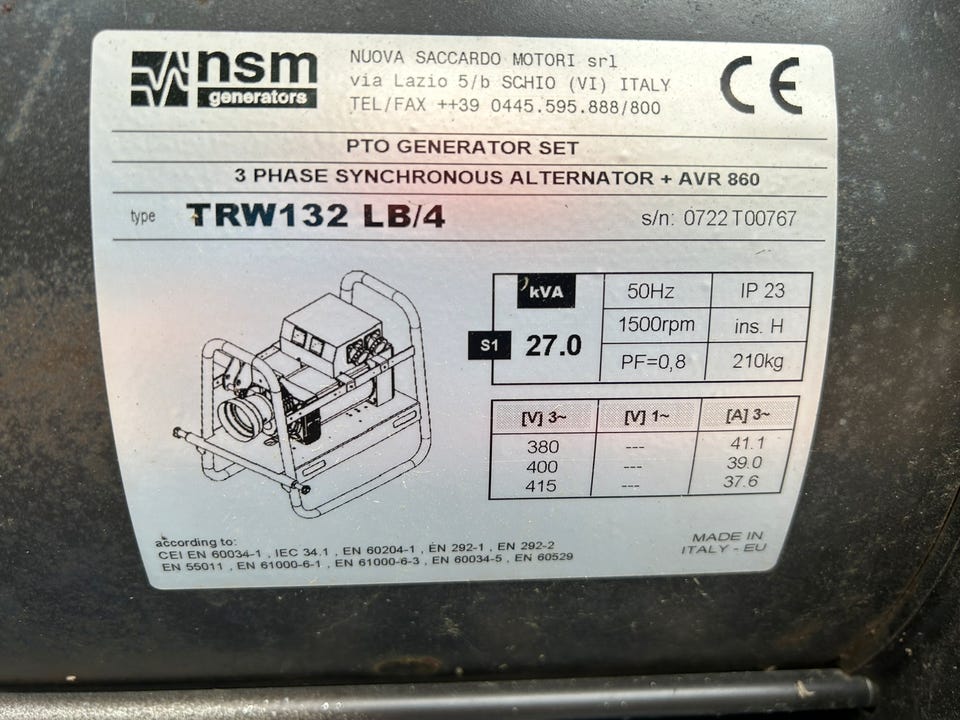 nsm
generators
NUOVA SACCARDO MOTORI srl
via Lazio 5/b SCHIO (VI) ITALY
TEL/FAX ++39 0445.595.888/800
CE
PTO GENERATOR SET
3 PHASE SYNCHRONOUS ALTERNATOR + AVR 860
type TRW132 LB/4 s/n: 0722T00767
kVA 50Hz IP 23
1500rpm ins. H
S1 27.0
PF=0,8 210kg
[V] 3~ [V] 1~ [A] 3~
380 --- 41.1
400 --- 39.0
415 --- 37.6
according to:
CEI EN 60034-1 , IEC 34.1 , EN 60204-1 , EN 292-1 , EN 292-2
EN 55011 , EN 61000-6-1 , EN 61000-6-3 , EN 60034-5 , EN 60529
MADE IN
ITALY - EU